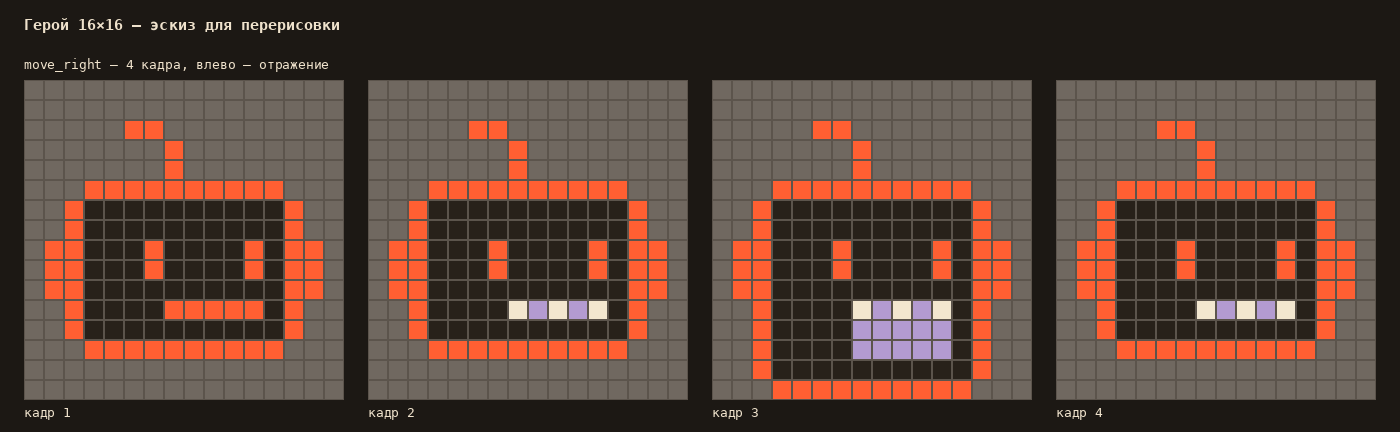 Герой 16×16 — эскиз для перерисовки
move_right — 4 кадра, влево — отражение
кадр 1
кадр 2
кадр 3
кадр 4